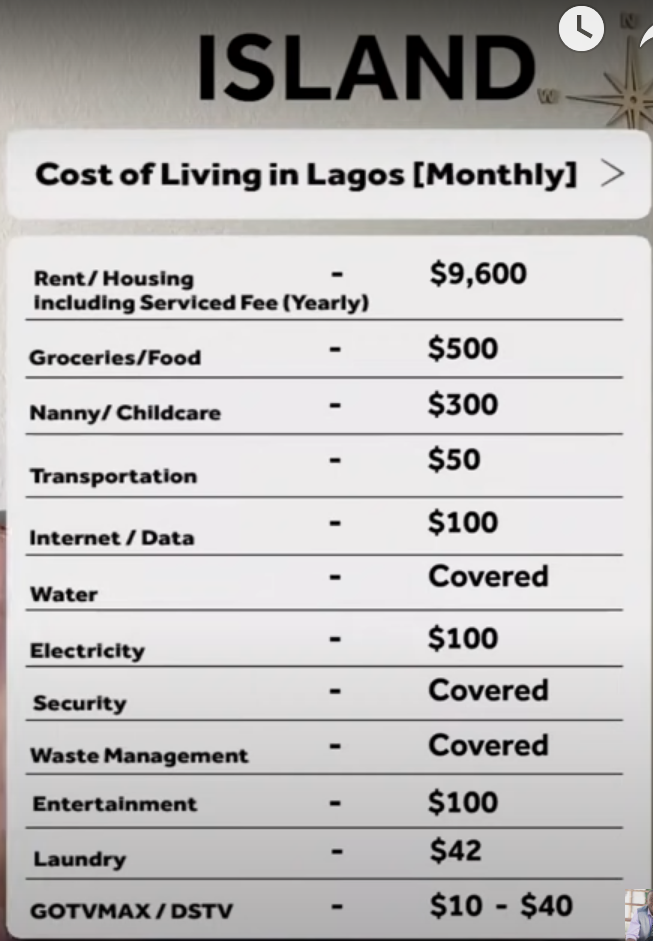 ISLAND
N
W
Cost of Living in Lagos [Monthly] >
Rent/ Housing - $9,600
including Serviced Fee (Yearly)
Groceries/Food - $500
Nanny/ Childcare - $300
Transportation - $50
Internet / Data - $100
Water - Covered
Electricity - $100
Security - Covered
Waste Management - Covered
Entertainment - $100
Laundry - $42
GOTVMAX / DSTV - $10 - $40